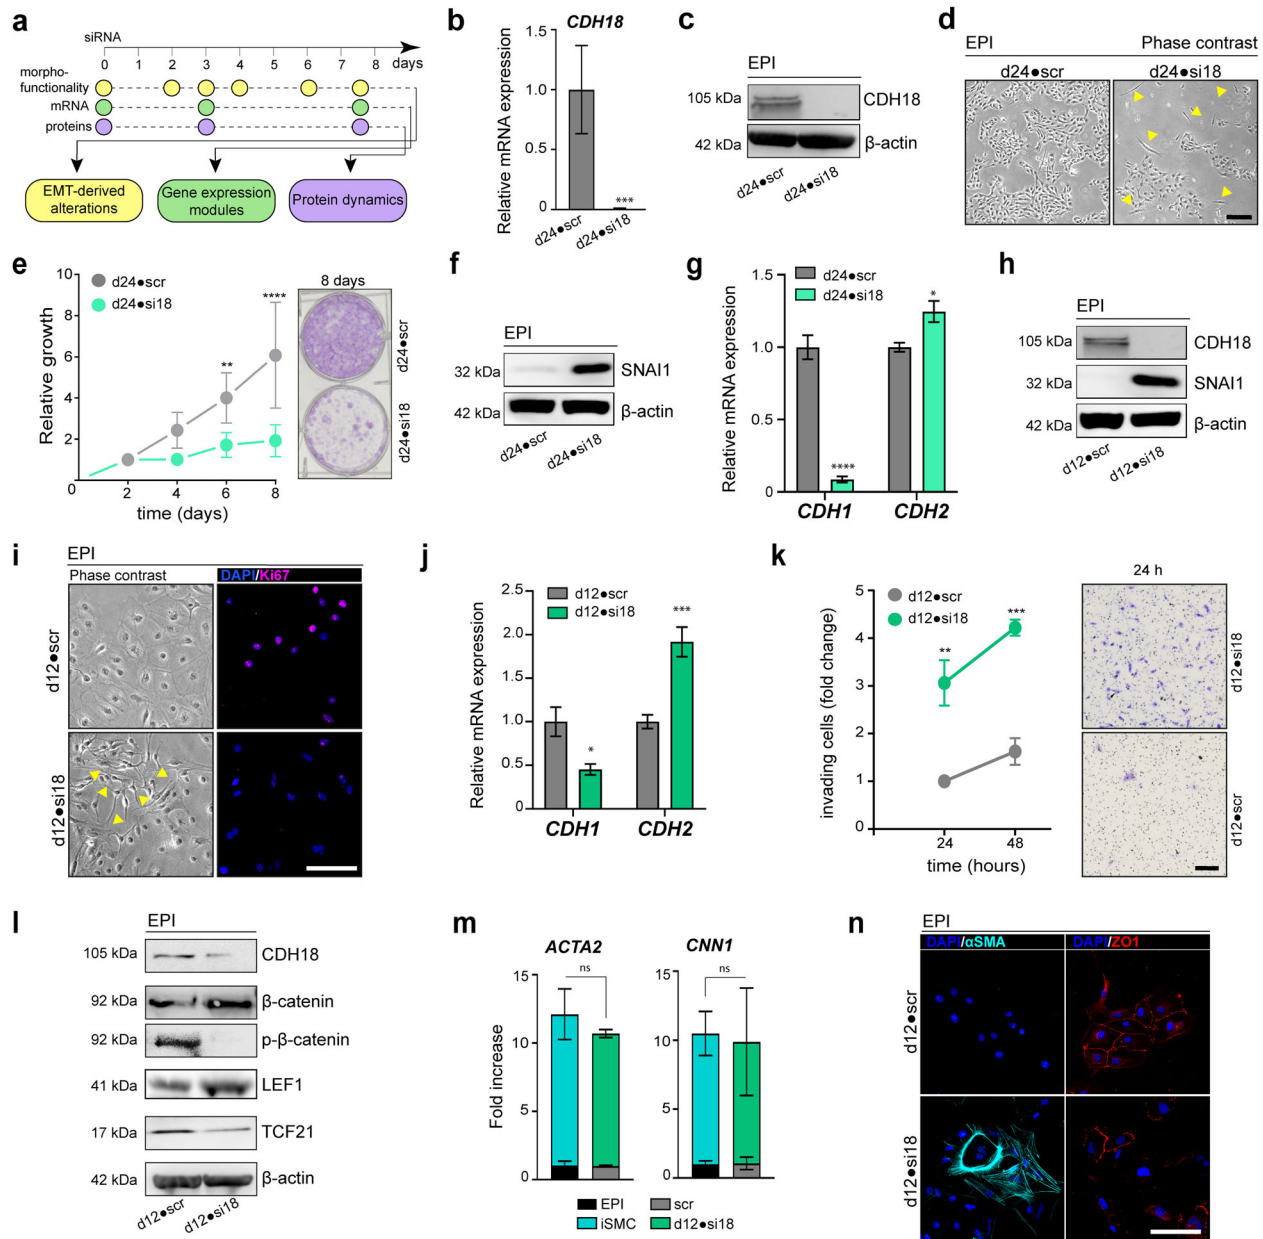 a
siRNA
0 1 2 3 4 5 6 7 8 days
morpho-
functionality
mRNA
proteins
EMT-derived
alterations
Gene expression
modules
Protein dynamics
b
CDH18
Relative mRNA expression
1.5
1.0
0.5
0
***
d24●scr
d24●si18
c
EPI
105 kDa
CDH18
42 kDa
β-actin
d24●scr
d24●si18
d
EPI
Phase contrast
d24●scr
d24●si18
e
Relative growth
10
8
6
4
2
0
d24●scr
d24●si18
**
****
2 4 6 8
time (days)
8 days
d24●scr
d24●si18
f
EPI
32 kDa
SNAI1
42 kDa
β-actin
d24●scr
d24●si18
g
Relative mRNA expression
1.5
1.0
0.5
0
d24●scr
d24●si18
****
*
CDH1
CDH2
h
EPI
105 kDa
CDH18
32 kDa
SNAI1
42 kDa
β-actin
d12●scr
d12●si18
i
EPI
Phase contrast
DAPI/Ki67
d12●scr
d12●si18
j
Relative mRNA expression
2.5
2.0
1.5
1.0
0.5
0
d12●scr
d12●si18
*
***
CDH1
CDH2
k
invading cells (fold change)
5
4
3
2
1
0
d12●scr
d12●si18
**
***
24
48
time (hours)
24 h
d12●si18
d12●scr
l
EPI
105 kDa
CDH18
92 kDa
β-catenin
92 kDa
p-β-catenin
41 kDa
LEF1
17 kDa
TCF21
42 kDa
β-actin
d12●scr
d12●si18
m
ACTA2
Fold increase
15
10
5
0
ns
CNN1
15
10
5
0
ns
EPI
scr
iSMC
d12●si18
n
EPI
DAPI/αSMA
DAPI/ZO1
d12●scr
d12●si18